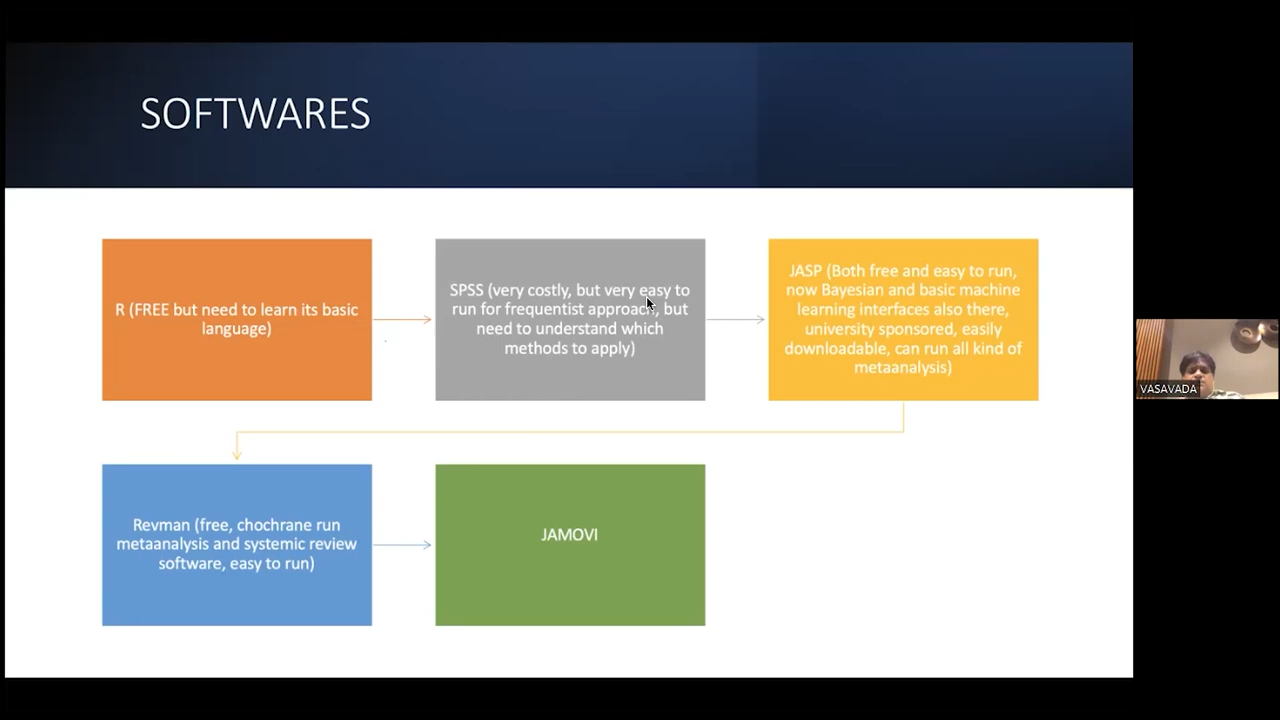 SOFTWARES
R (FREE but need to learn its basic
language)
SPSS (very costly, but very easy to
run for frequentist approach, but
need to understand which
methods to apply)
JASP (Both free and easy to run,
now Bayesian and basic machine
learning interfaces also there,
university sponsored, easily
downloadable, can run all kind of
metaanalysis)
Revman (free, chochrane run
metaanalysis and systemic review
software, easy to run)
JAMOVI
VASAVADA